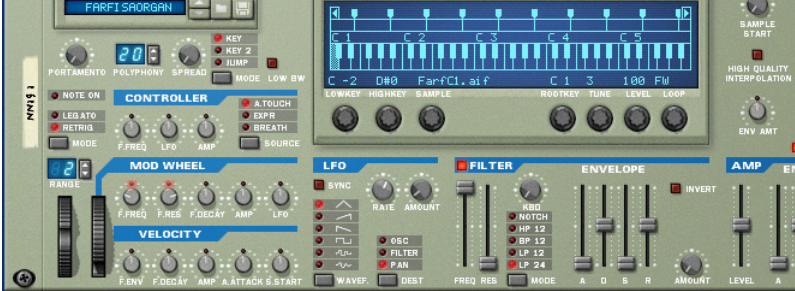 FARFISAORGAN
C 1 C 2 C 3 C 4 C 5
C -2 D#0 FarfC1.aif C 1 3 100 FW
LOWKEY HIGHKEY SAMPLE ROOTKEY TUNE LEVEL LOOP
SAMPLE START
HIGH QUALITY INTERPOLATION
ENV AMT
PORTAMENTO
20
POLYPHONY
SPREAD
KEY
KEY 2
JUMP
MODE
LOW BW
NOTE ON
LEGATO
RETRIG
MODE
CONTROLLER
F.FREQ LFO AMP
A.TOUCH
EXPR
BREATH
SOURCE
2
RANGE
MOD WHEEL
F.FREQ F.RES F.DECAY AMP LFO
VELOCITY
F.ENV F.DECAY AMP A.ATTACK S.START
LFO
SYNC
RATE AMOUNT
WAVEF.
OSC
FILTER
PAN
DEST
FILTER
FREQ RES
KBD
NOTCH
HP 12
BP 12
LP 12
LP 24
MODE
ENVELOPE
INVERT
A D S R
AMOUNT
AMP EN
LEVEL A